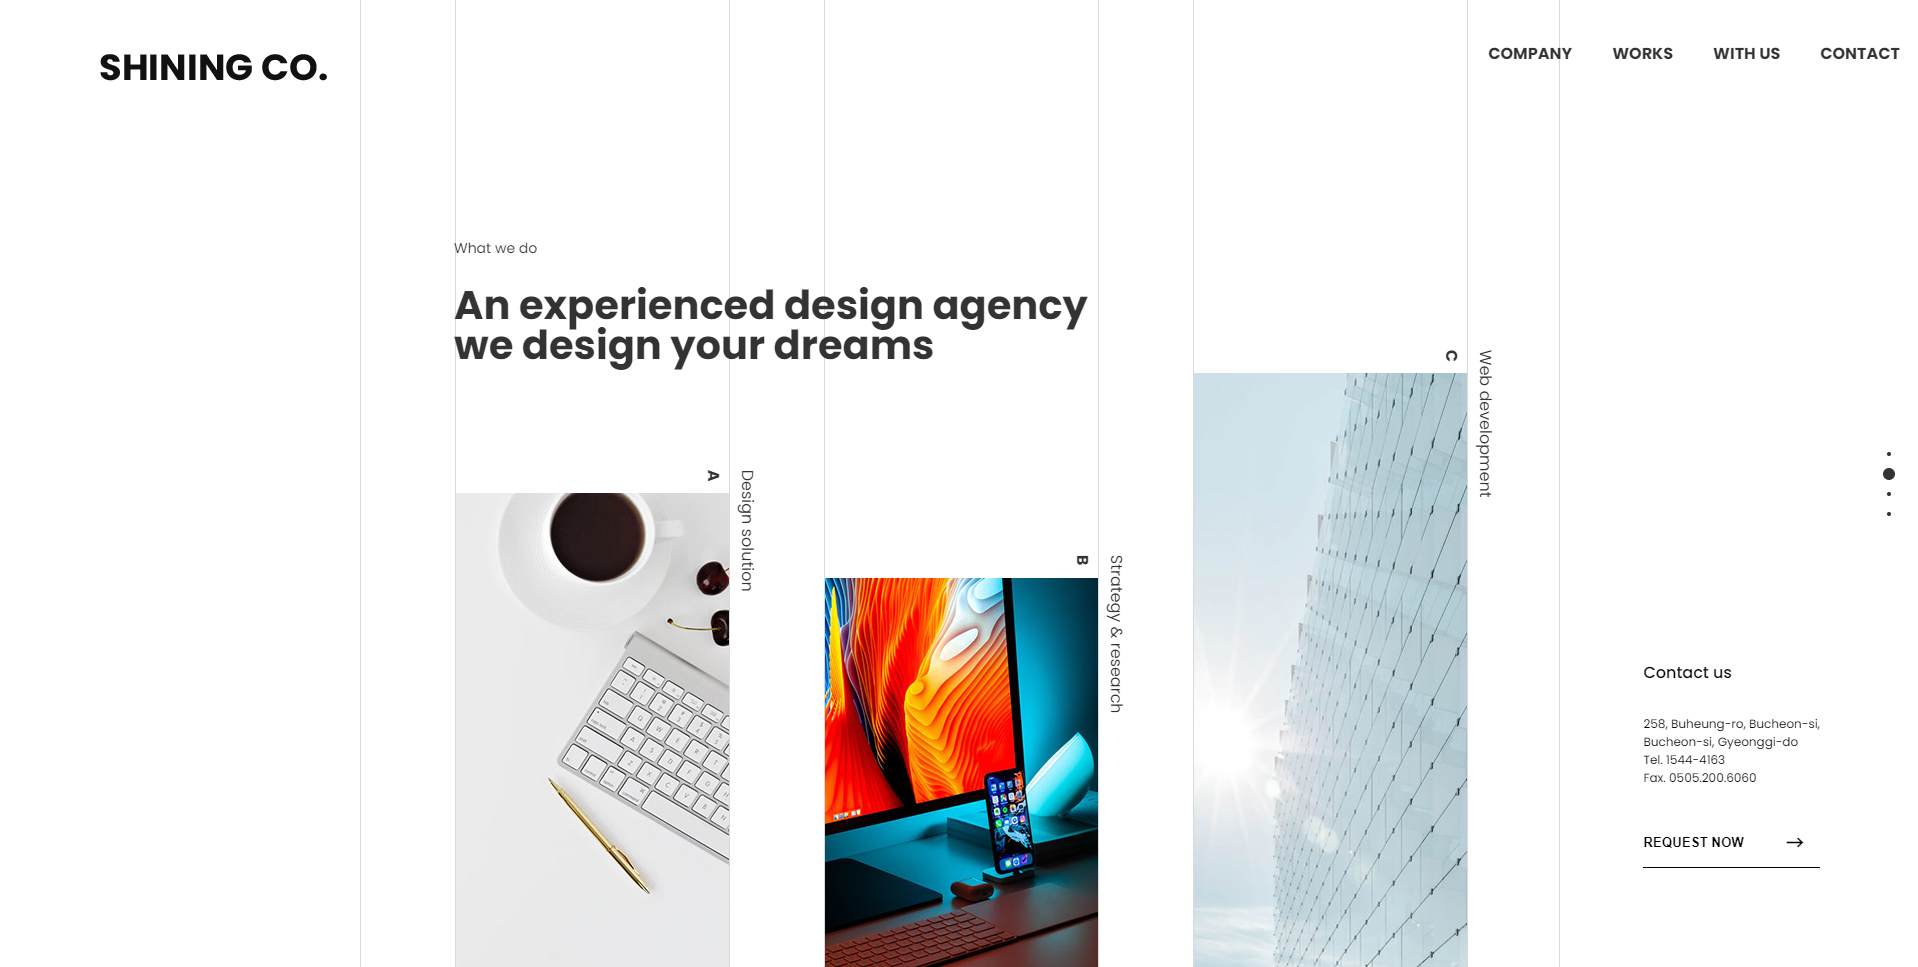 SHINING CO.
COMPANY
WORKS
WITH US
CONTACT
What we do
An experienced design agency
we design your dreams
A
Design solution
B
Strategy & research
C
Web development
Contact us
258, Buheung-ro, Bucheon-si,
Bucheon-si, Gyeonggi-do
Tel. 1544-4163
Fax. 0505.200.6060
REQUEST NOW